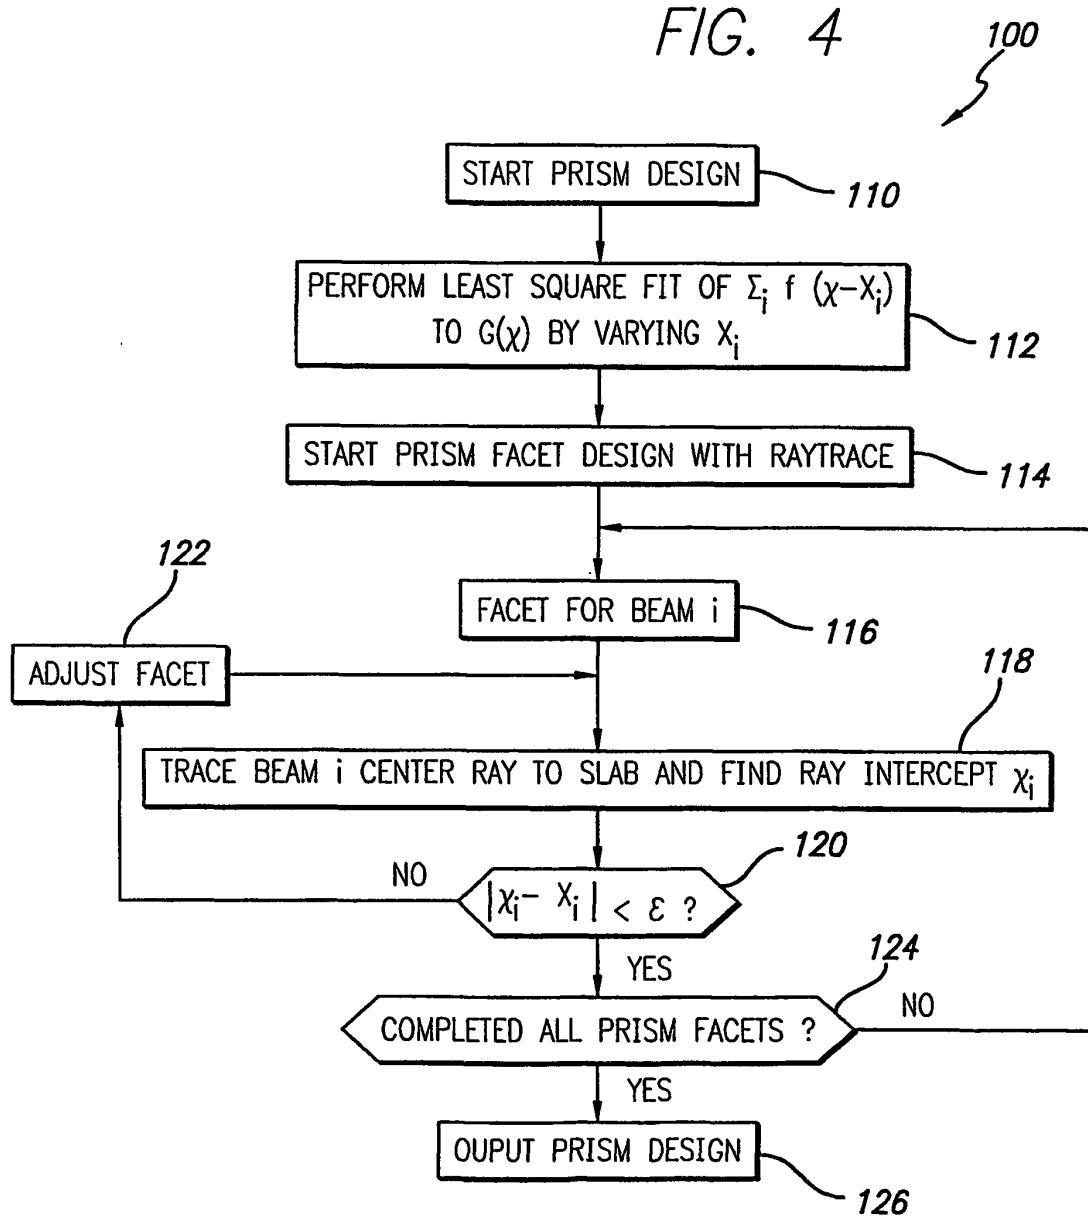 FIG. 4
100
START PRISM DESIGN
110
PERFORM LEAST SQUARE FIT OF Σi f (χ-Xi)
TO G(χ) BY VARYING Xi
112
START PRISM FACET DESIGN WITH RAYTRACE
114
122
FACET FOR BEAM i
116
ADJUST FACET
118
TRACE BEAM i CENTER RAY TO SLAB AND FIND RAY INTERCEPT χi
120
NO
|χi- Xi| < ε ?
YES
124
COMPLETED ALL PRISM FACETS ?
NO
YES
OUPUT PRISM DESIGN
126